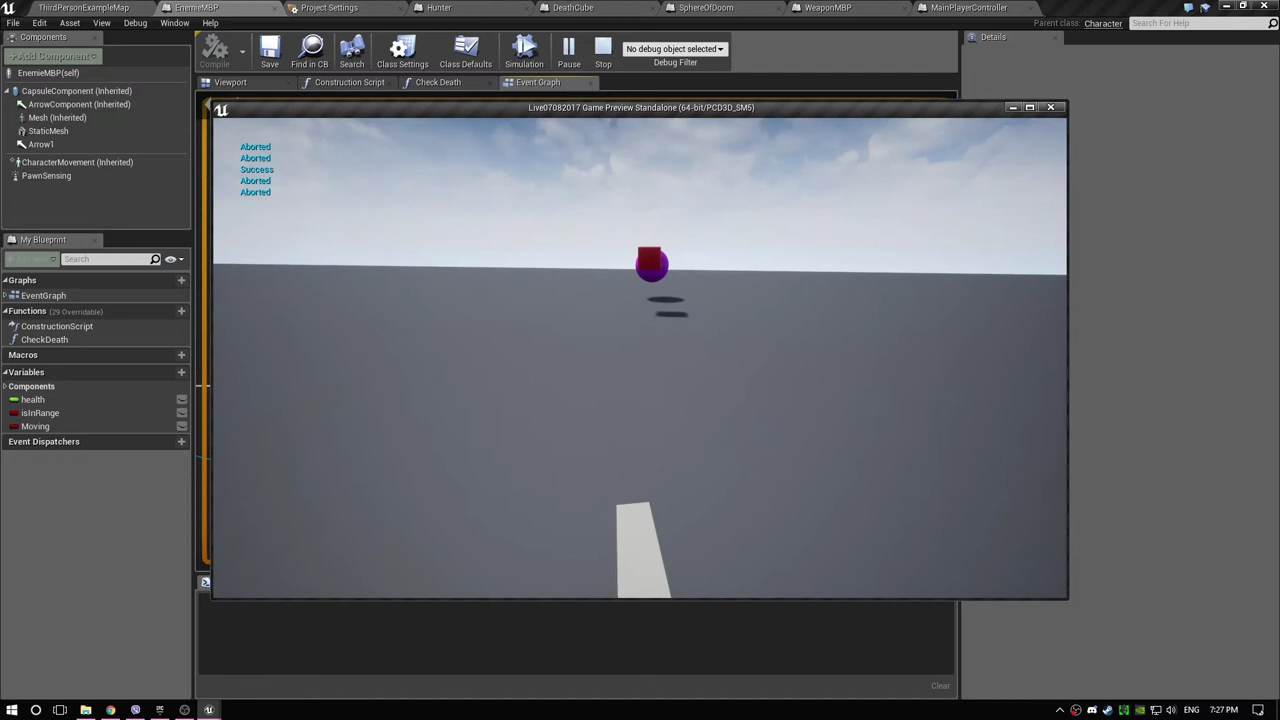 ThirdPersonExampleMap
EnemieMBP
Project Settings
Hunter
DeathCube
SphereOfDoom
WeaponMBP
MainPlayerController
File Edit Asset View Debug Window Help
Parent class: Character
Search For Help
Components
+Add Component
EnemieMBP(self)
CapsuleComponent (Inherited)
ArrowComponent (Inherited)
Mesh (Inherited)
StaticMesh
Arrow1
CharacterMovement (Inherited)
PawnSensing
Compile
Save
Find in CB
Search
Class Settings
Class Defaults
Simulation
Pause
Stop
No debug object selected
Debug Filter
Details
Viewport
Construction Script
Check Death
Event Graph
Live07082017 Game Preview Standalone (64-bit/PCD3D_SM5)
Aborted
Aborted
Success
Aborted
Aborted
My Blueprint
Search
Graphs
EventGraph
Functions (29 Overridable)
ConstructionScript
CheckDeath
Macros
Variables
Components
health
isInRange
Moving
Event Dispatchers
Clear
7:27 PM